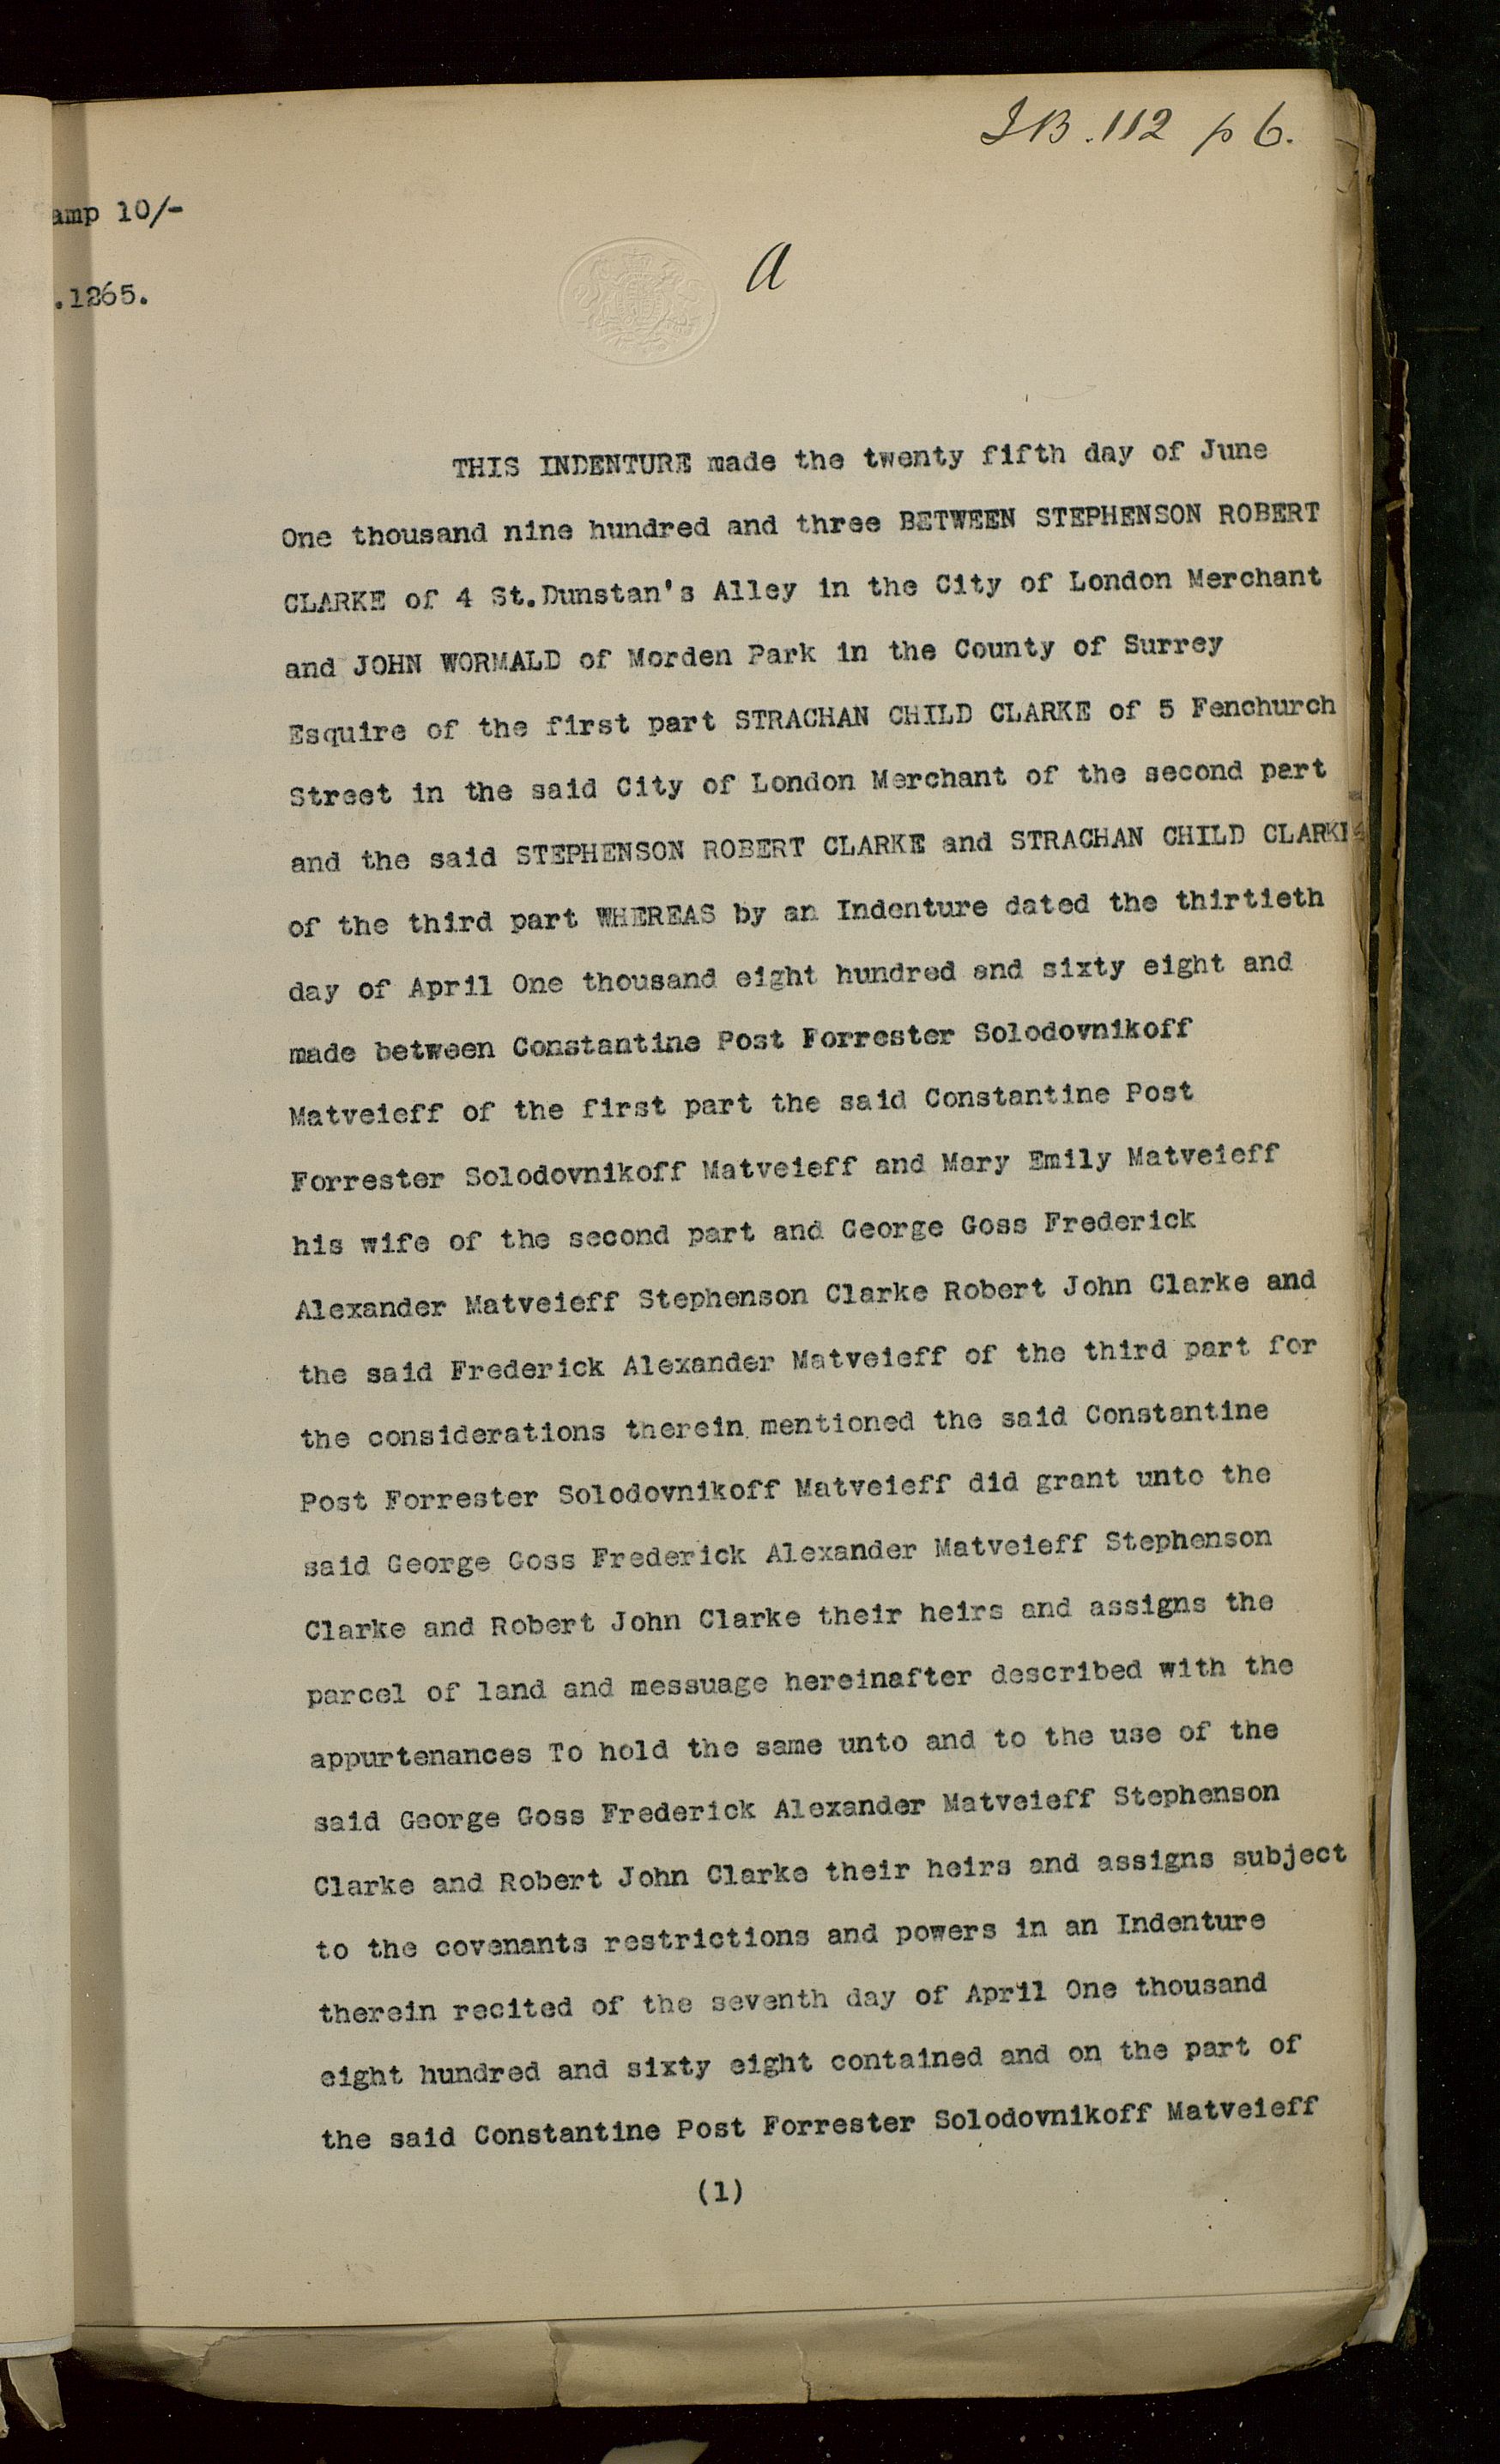 JB.112 p 6.
amp 10/-
a
.1265.
THIS INDENTURE made the twenty fifth day of June
One thousand nine hundred and three BETWEEN STEPHENSON ROBERT
CLARKE of 4 St.Dunstan's Alley in the City of London Merchant
and JOHN WORMALD of Morden Park in the County of Surrey
Esquire of the first part STRACHAN CHILD CLARKE of 5 Fenchurch
Street in the said City of London Merchant of the second part
and the said STEPHENSON ROBERT CLARKE and STRACHAN CHILD CLARKE
of the third part WHEREAS by an Indenture dated the thirtieth
day of April One thousand eight hundred and sixty eight and
made between Constantine Post Forrester Solodovnikoff
Matveieff of the first part the said Constantine Post
Forrester Solodovnikoff Matveieff and Mary Emily Matveieff
his wife of the second part and George Goss Frederick
Alexander Matveieff Stephenson Clarke Robert John Clarke and
the said Frederick Alexander Matveieff of the third part for
the considerations therein mentioned the said Constantine
Post Forrester Solodovnikoff Matveieff did grant unto the
said George Goss Frederick Alexander Matveieff Stephenson
Clarke and Robert John Clarke their heirs and assigns the
parcel of land and messuage hereinafter described with the
appurtenances To hold the same unto and to the use of the
said George Goss Frederick Alexander Matveieff Stephenson
Clarke and Robert John Clarke their heirs and assigns subject
to the covenants restrictions and powers in an Indenture
therein recited of the seventh day of April One thousand
eight hundred and sixty eight contained and on the part of
the said Constantine Post Forrester Solodovnikoff Matveieff
(1)